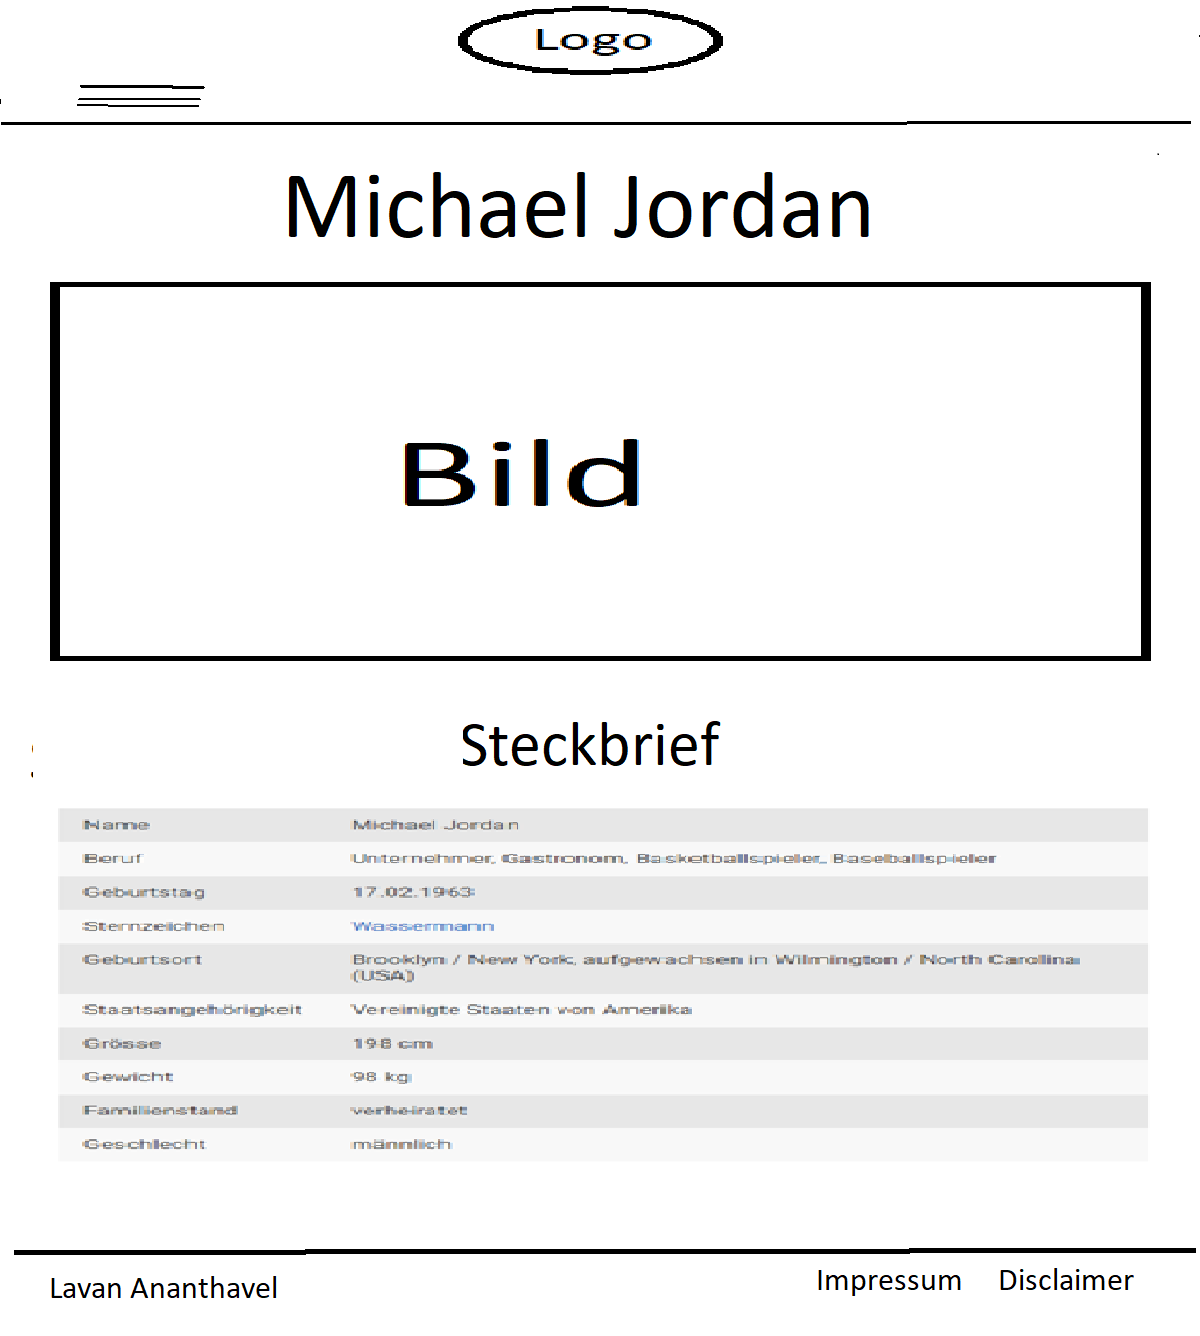 Logo
Michael Jordan
Bild
Steckbrief
Name Michael Jordan
Beruf Unternehmer, Gastronom, Basketballspieler, Baseballspieler
Geburtstag 17.02.1963
Sternzeichen Wassermann
Geburtsort Brooklyn / New York, aufgewachsen in Wilmington / North Carolina
(USA)
Staatsangehörigkeit Vereinigte Staaten von Amerika
Grösse 198 cm
Gewicht 98 kg
Familienstand verheiratet
Geschlecht männlich
Lavan Ananthavel Impressum Disclaimer